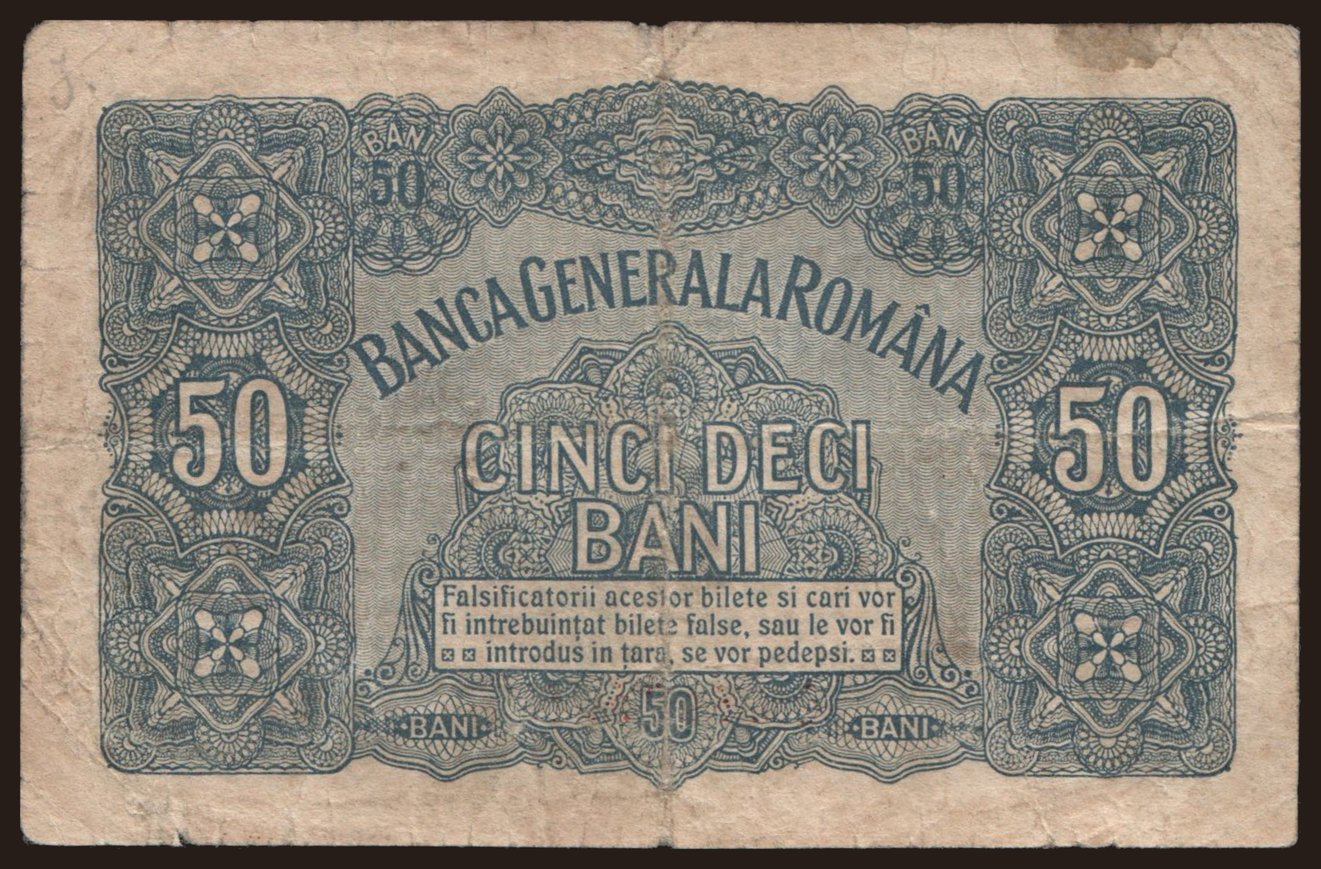 BANI
50
BANI
50
BANCA GENERALA ROMÂNA
50
50
CINCI DECI
BANI
Falsificatorii acestor bilete si cari vor
fi intrebuințat bilete false, sau le vor fi
introdus in țara, se vor pedepsi.
BANI
50
BANI